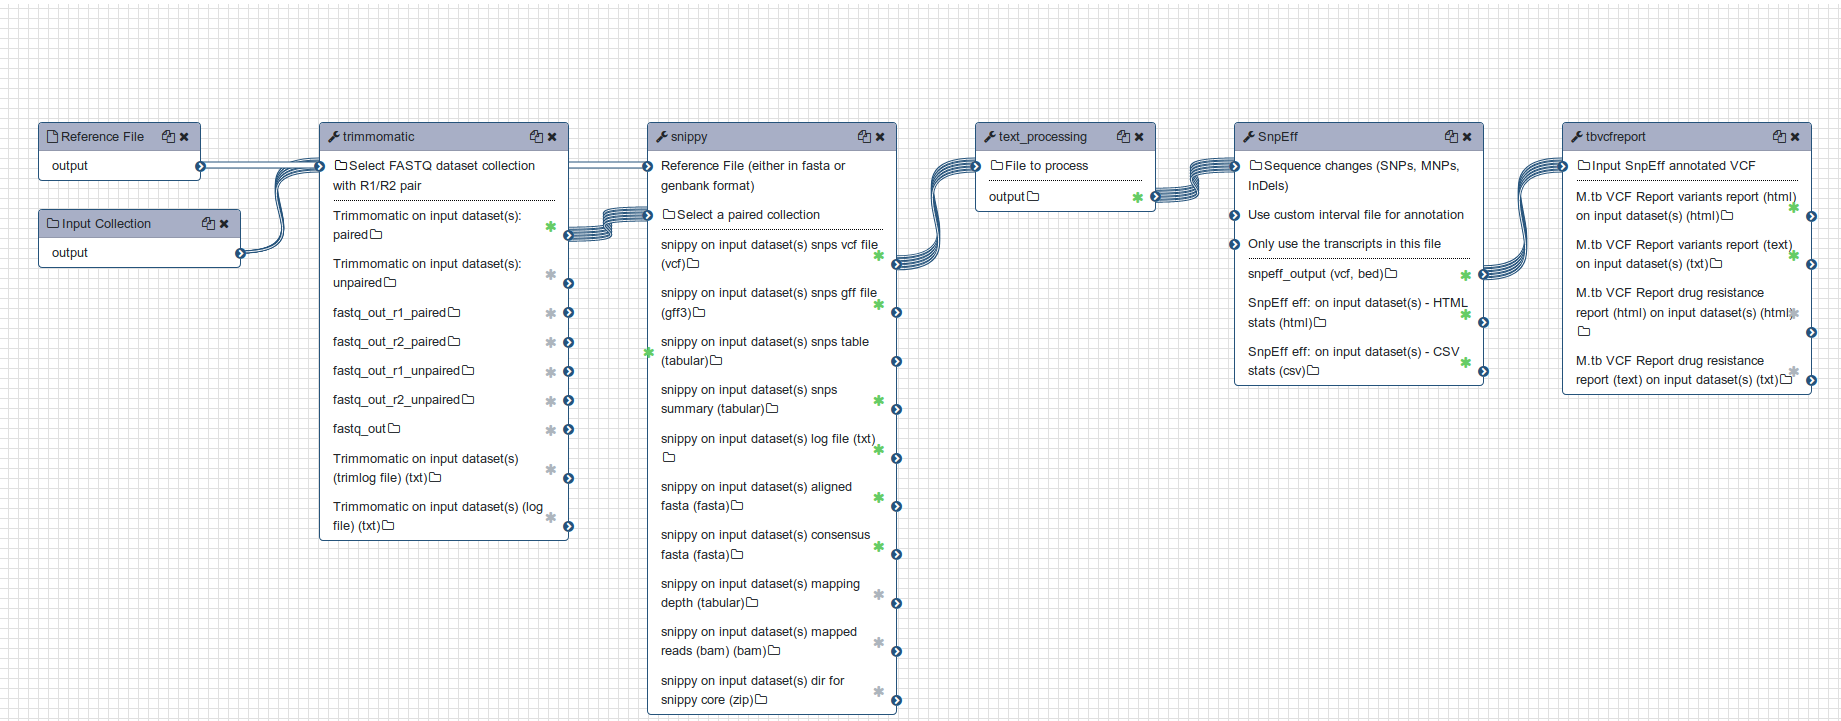 Reference File
output
Input Collection
output
trimmomatic
Select FASTQ dataset collection
with R1/R2 pair
Trimmomatic on input dataset(s):
paired
Trimmomatic on input dataset(s):
unpaired
fastq_out_r1_paired
fastq_out_r2_paired
fastq_out_r1_unpaired
fastq_out_r2_unpaired
fastq_out
Trimmomatic on input dataset(s)
(trimlog file) (txt)
Trimmomatic on input dataset(s) (log
file) (txt)
snippy
Reference File (either in fasta or
genbank format)
Select a paired collection
snippy on input dataset(s) snps vcf file
(vcf)
snippy on input dataset(s) snps gff file
(gff3)
snippy on input dataset(s) snps table
(tabular)
snippy on input dataset(s) snps
summary (tabular)
snippy on input dataset(s) log file (txt)
snippy on input dataset(s) aligned
fasta (fasta)
snippy on input dataset(s) consensus
fasta (fasta)
snippy on input dataset(s) mapping
depth (tabular)
snippy on input dataset(s) mapped
reads (bam) (bam)
snippy on input dataset(s) dir for
snippy core (zip)
text_processing
File to process
output
SnpEff
Sequence changes (SNPs, MNPs,
InDels)
Use custom interval file for annotation
Only use the transcripts in this file
snpeff_output (vcf, bed)
SnpEff eff: on input dataset(s) - HTML
stats (html)
SnpEff eff: on input dataset(s) - CSV
stats (csv)
tbvcfreport
Input SnpEff annotated VCF
M.tb VCF Report variants report (html)
on input dataset(s) (html)
M.tb VCF Report variants report (text)
on input dataset(s) (txt)
M.tb VCF Report drug resistance
report (html) on input dataset(s) (html)
M.tb VCF Report drug resistance
report (text) on input dataset(s) (txt)